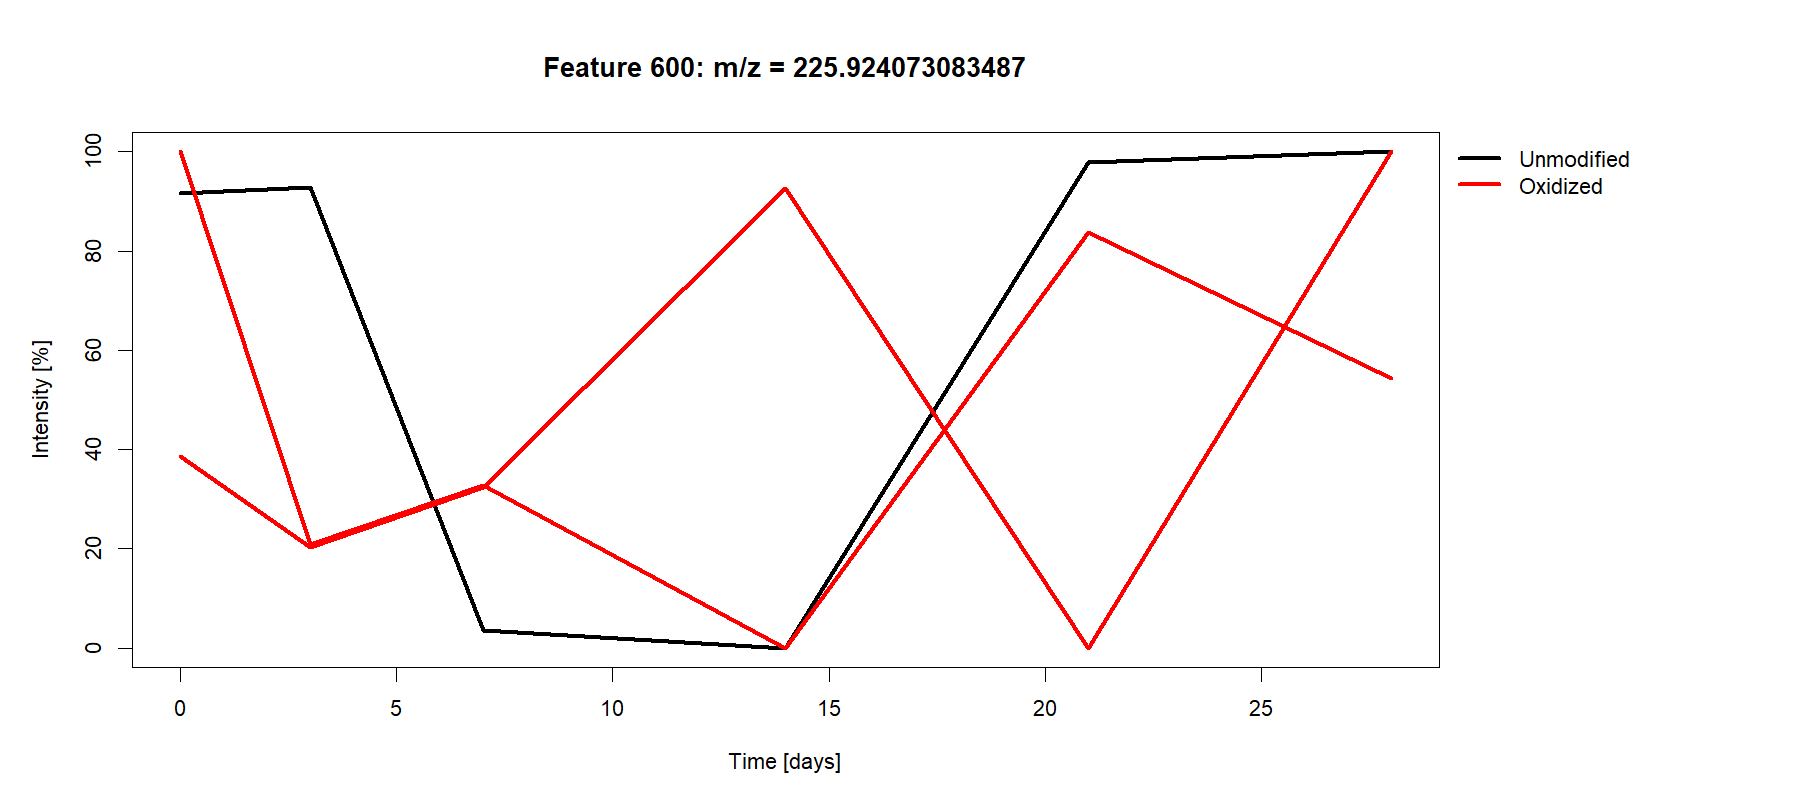 Feature 600: m/z = 225.924073083487
Unmodified
Oxidized
Intensity [%]
100
80
60
40
20
0
0 5 10 15 20 25
Time [days]